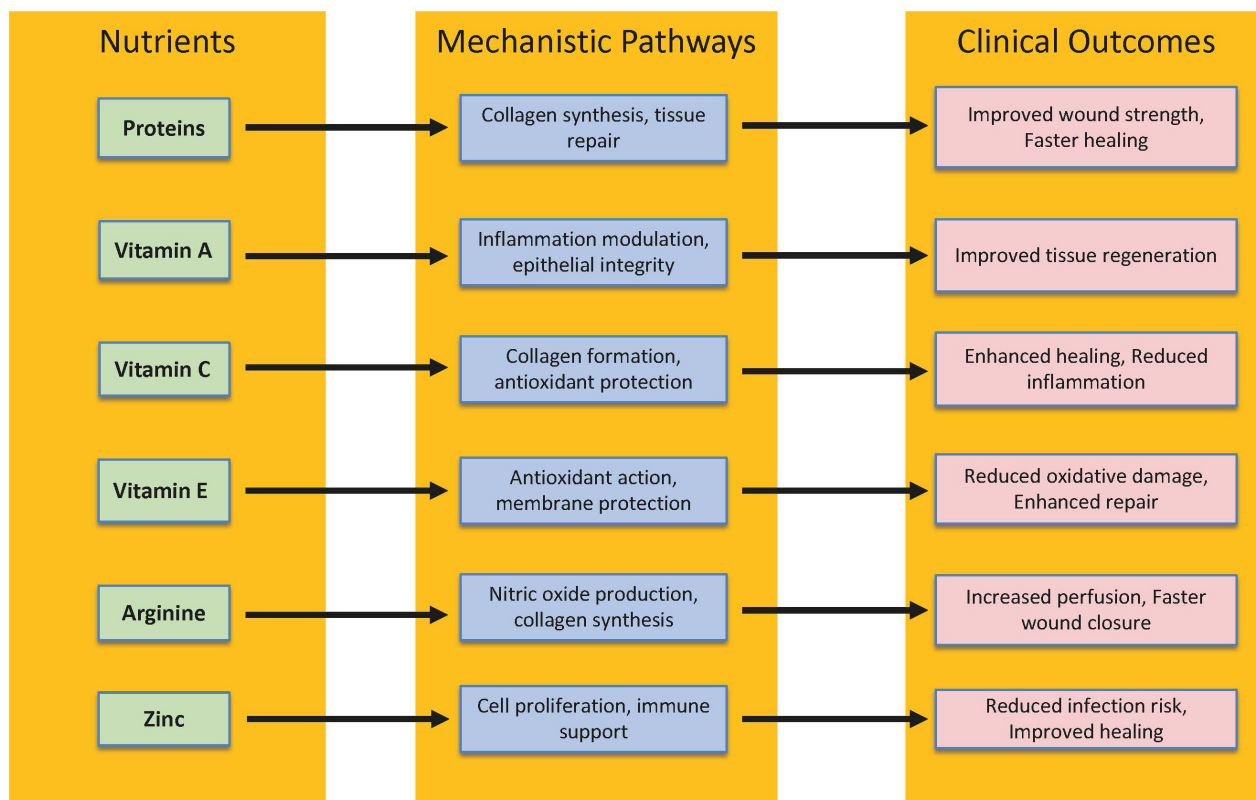 Nutrients
Mechanistic Pathways
Clinical Outcomes
Proteins
Collagen synthesis, tissue
repair
Improved wound strength,
Faster healing
Vitamin A
Inflammation modulation,
epithelial integrity
Improved tissue regeneration
Vitamin C
Collagen formation,
antioxidant protection
Enhanced healing, Reduced
inflammation
Vitamin E
Antioxidant action,
membrane protection
Reduced oxidative damage,
Enhanced repair
Arginine
Nitric oxide production,
collagen synthesis
Increased perfusion, Faster
wound closure
Zinc
Cell proliferation, immune
support
Reduced infection risk,
Improved healing